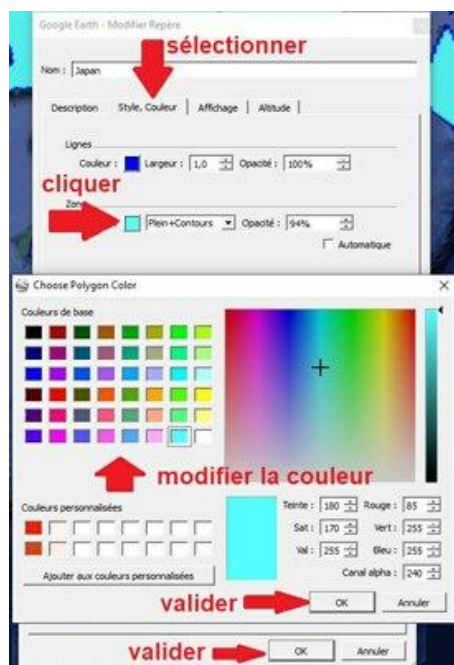 Google Earth - Modifier Repère
sélectionner
Nom : Japan
Description Style, Couleur Affichage Altitude
Lignes
Couleur : Largeur : 1,0 Opacité : 100%
cliquer
Zone
Plein+Contours Opacité : 94%
Automatique
Choose Polygon Color
Couleurs de base
modifier la couleur
Couleurs personnalisées
Teinte : 180 Rouge : 85
Sat : 170 Vert : 255
Val : 255 Bleu : 255
Canal alpha : 240
Ajouter aux couleurs personnalisées
valider OK Annuler
valider OK Annuler